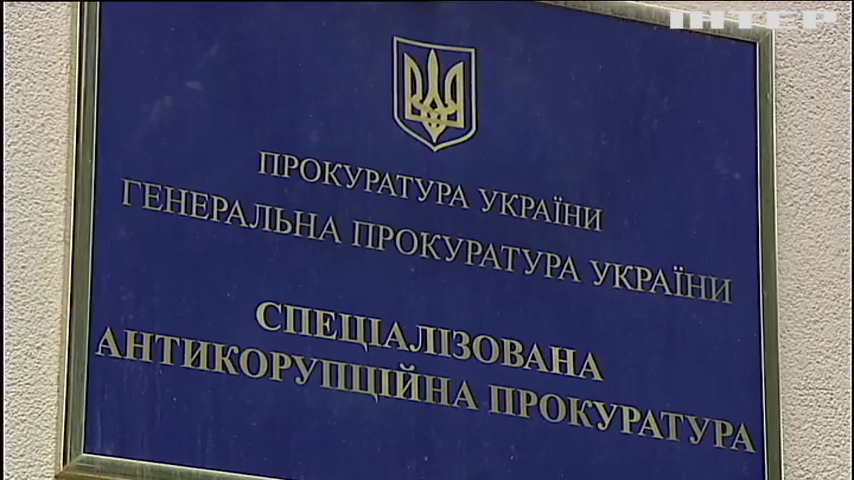 ІНТЕР
ПРОКУРАТУРА УКРАЇНИ
ГЕНЕРАЛЬНА ПРОКУРАТУРА УКРАЇНИ
СПЕЦІАЛІЗОВАНА
АНТИКОРУПЦІЙНА ПРОКУРАТУРА